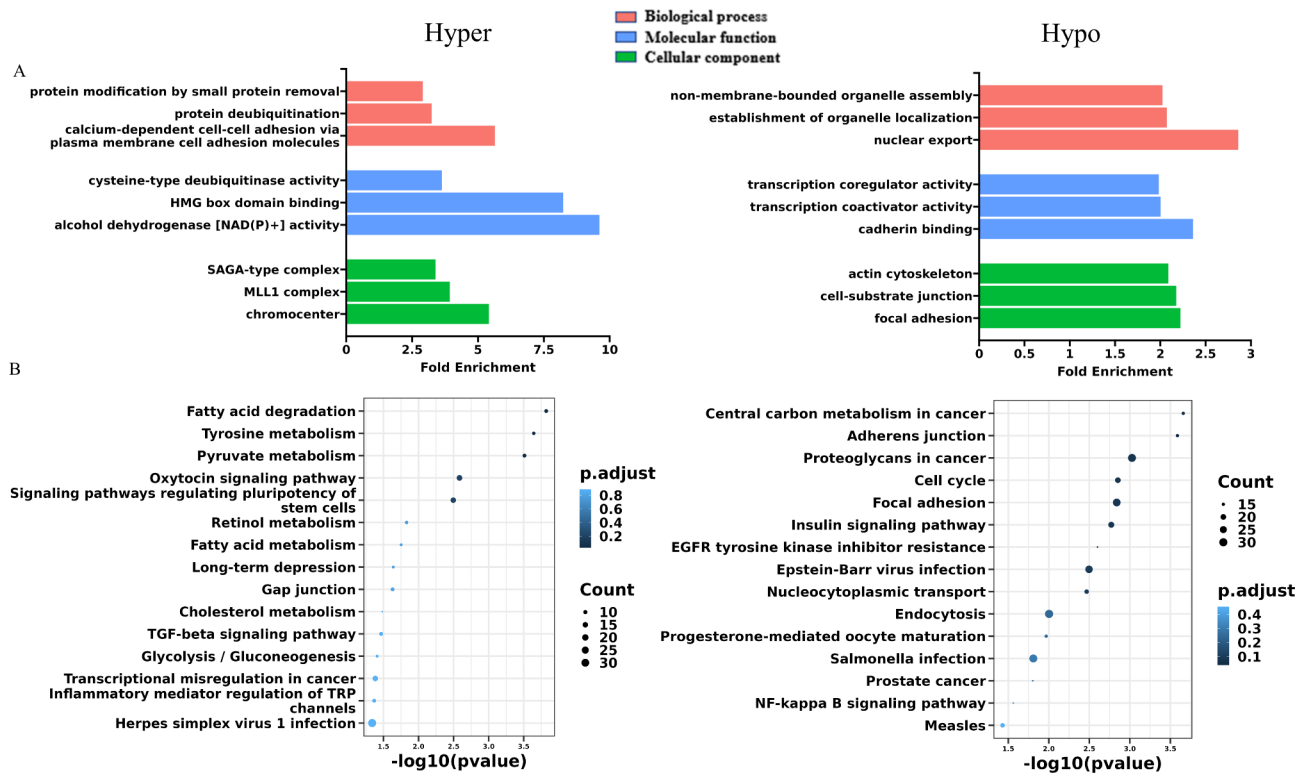 Hyper
Biological process
Molecular function
Cellular component
Hypo
A
protein modification by small protein removal
protein deubiquitination
calcium-dependent cell-cell adhesion via
plasma membrane cell adhesion molecules
cysteine-type deubiquitinase activity
HMG box domain binding
alcohol dehydrogenase [NAD(P)+] activity
SAGA-type complex
MLL1 complex
chromocenter
0 2.5 5 7.5 10
Fold Enrichment
non-membrane-bounded organelle assembly
establishment of organelle localization
nuclear export
transcription coregulator activity
transcription coactivator activity
cadherin binding
actin cytoskeleton
cell-substrate junction
focal adhesion
0 0.5 1 1.5 2 2.5 3
Fold Enrichment
B
Fatty acid degradation
Tyrosine metabolism
Pyruvate metabolism
Oxytocin signaling pathway
Signaling pathways regulating pluripotency of
stem cells
Retinol metabolism
Fatty acid metabolism
Long-term depression
Gap junction
Cholesterol metabolism
TGF-beta signaling pathway
Glycolysis / Gluconeogenesis
Transcriptional misregulation in cancer
Inflammatory mediator regulation of TRP
channels
Herpes simplex virus 1 infection
1.5 2.0 2.5 3.0 3.5
-log10(pvalue)
p.adjust
0.8
0.4
0.2
Count
10
15
20
25
30
Central carbon metabolism in cancer
Adherens junction
Proteoglycans in cancer
Cell cycle
Focal adhesion
Insulin signaling pathway
EGFR tyrosine kinase inhibitor resistance
Epstein-Barr virus infection
Nucleocytoplasmic transport
Endocytosis
Progesterone-mediated oocyte maturation
Salmonella infection
Prostate cancer
NF-kappa B signaling pathway
Measles
1.5 2.0 2.5 3.0 3.5
-log10(pvalue)
Count
15
20
25
30
p.adjust
0.4
0.3
0.2
0.1